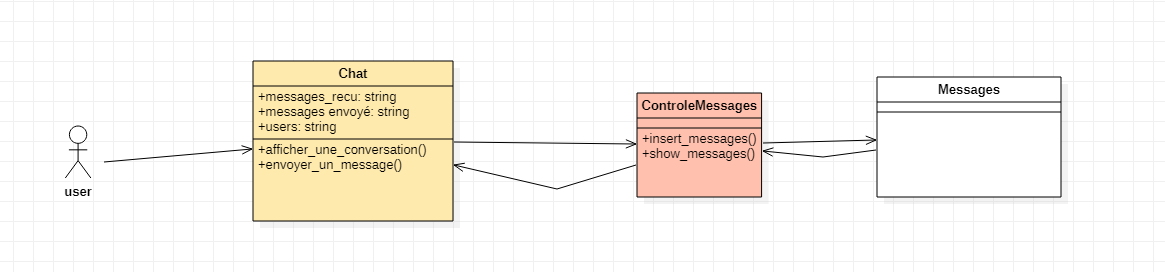 user
Chat
+messages_recu: string
+messages envoyé: string
+users: string
+afficher_une_conversation()
+envoyer_un_message()
ControleMessages
+insert_messages()
+show_messages()
Messages